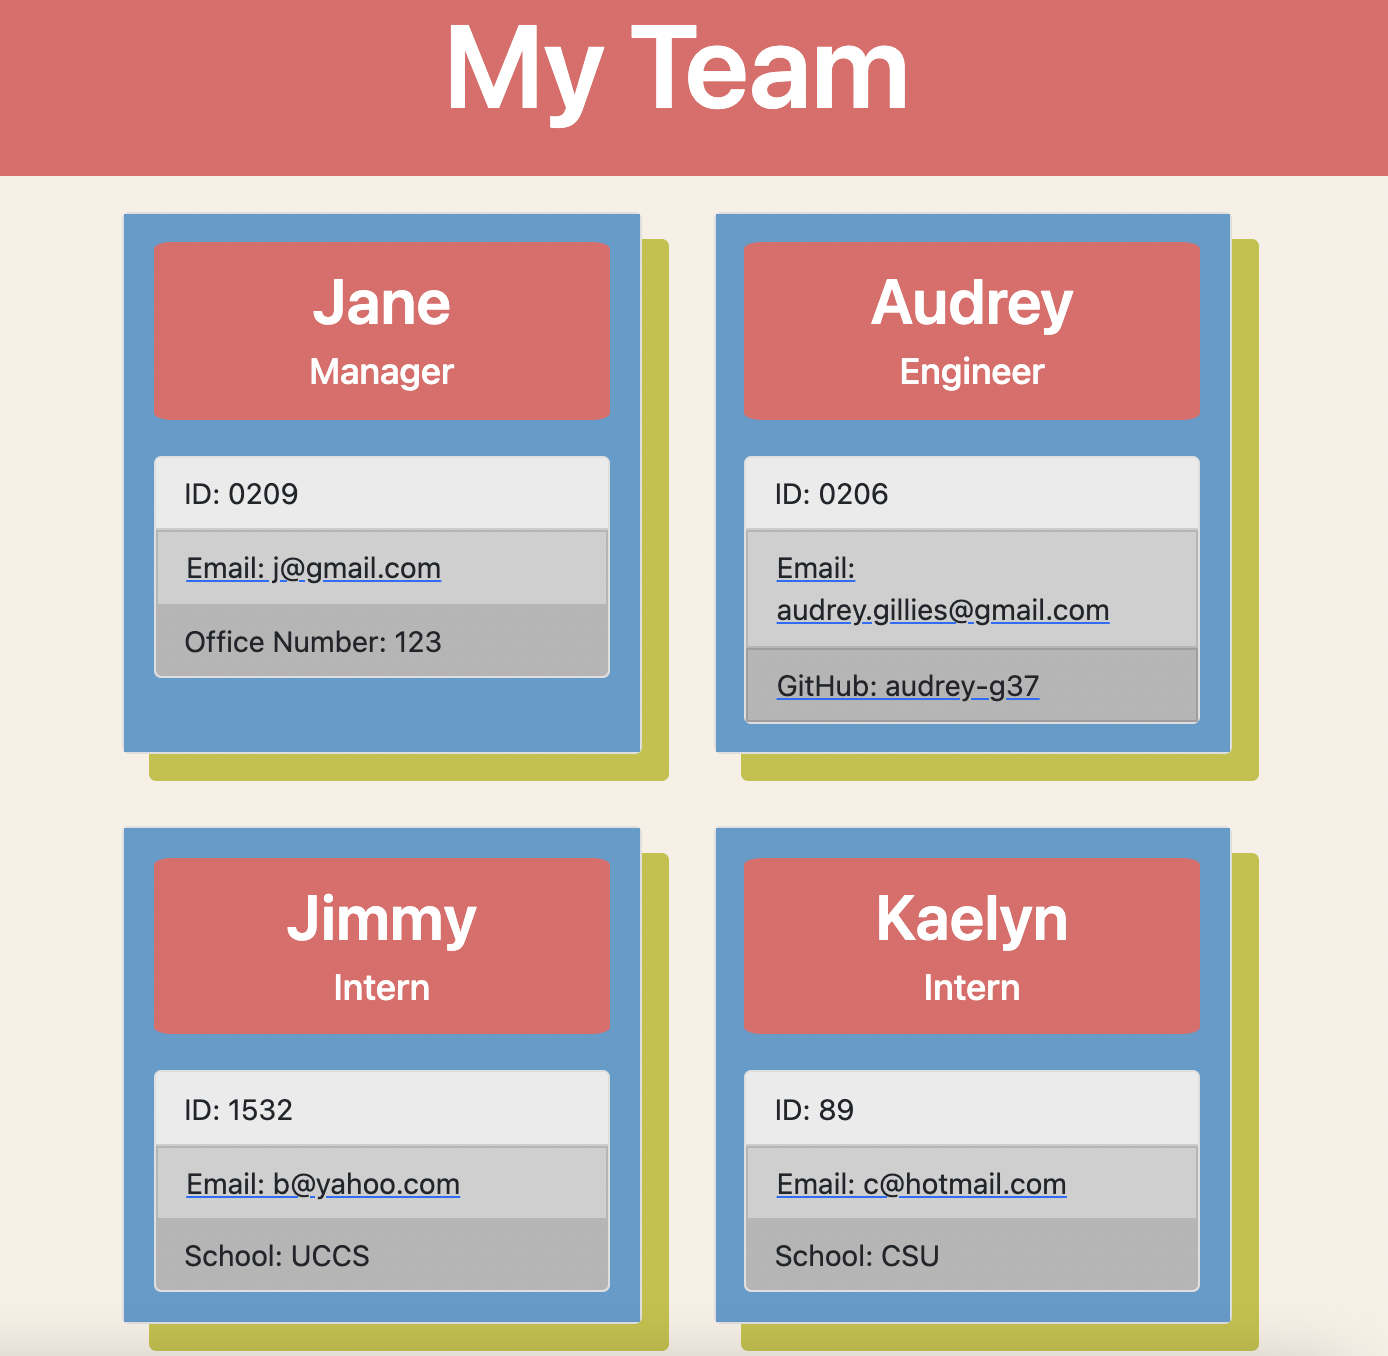 My Team
Jane
Manager
ID: 0209
Email: j@gmail.com
Office Number: 123
Audrey
Engineer
ID: 0206
Email:
audrey.gillies@gmail.com
GitHub: audrey-g37
Jimmy
Intern
ID: 1532
Email: b@yahoo.com
School: UCCS
Kaelyn
Intern
ID: 89
Email: c@hotmail.com
School: CSU